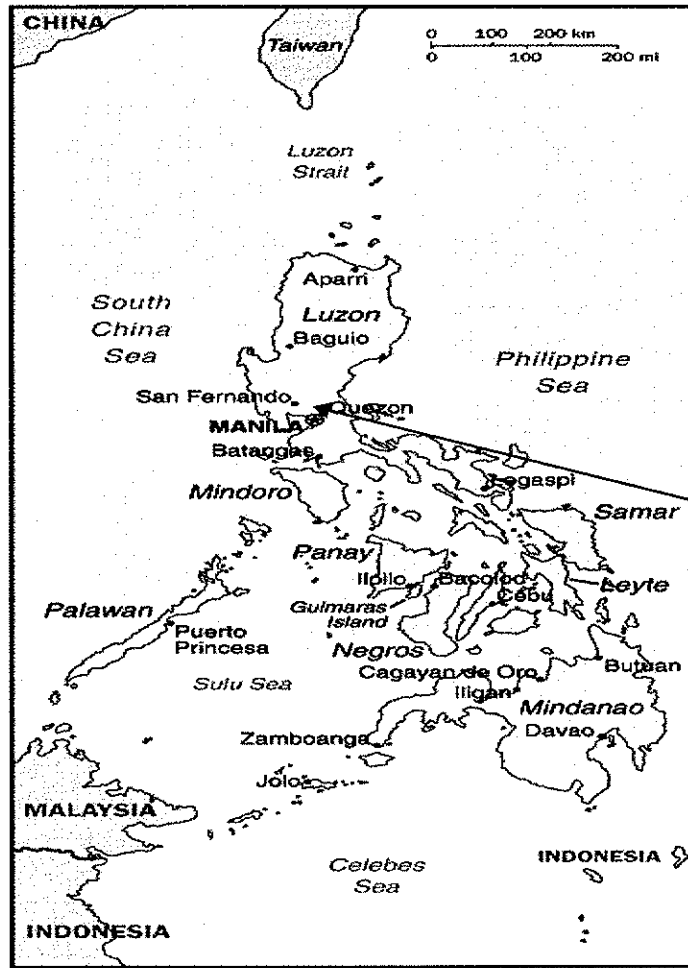 CHINA
Taiwan
0 100 200 km
0 100 200 mi
Luzon
Strait
Aparri
South
China
Sea
Luzon
Baguio
Philippine
Sea
San Fernando
Quezon
MANILA
Batangas
Legaspi
Mindoro
Samar
Panay
Iloilo
Bacolod
Cebu
Leyte
Guimaras
Island
Palawan
Puerto
Princesa
Negros
Cagayan de Oro
Butuan
Sulu Sea
Iligan
Mindanao
Zamboanga
Davao
Jolo
MALAYSIA
Celebes
Sea
INDONESIA
INDONESIA